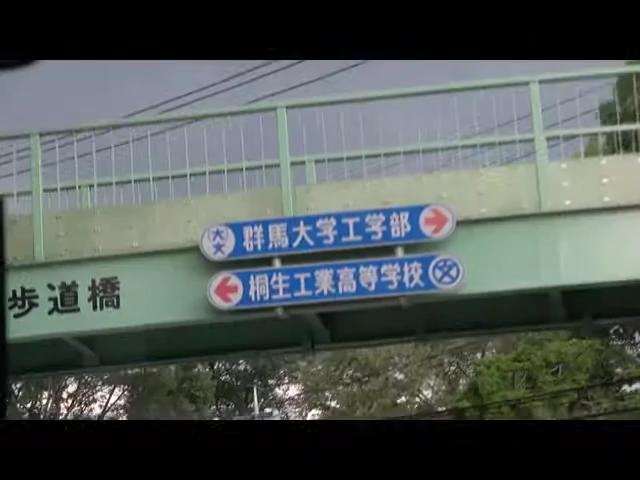 群馬大学工学部
桐生工業高等学校
歩道橋